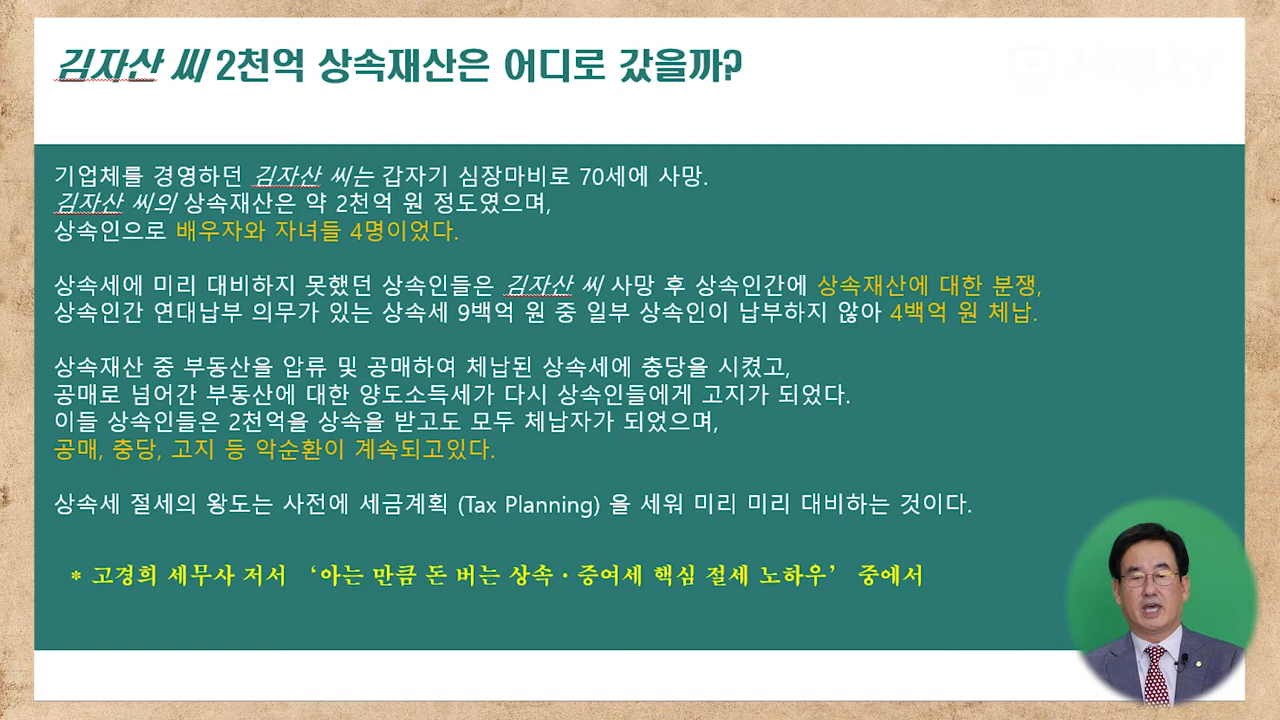 김자산 씨 2천억 상속재산은 어디로 갔을까?
세무tv
기업체를 경영하던 김자산 씨는 갑자기 심장마비로 70세에 사망.
김자산 씨의 상속재산은 약 2천억 원 정도였으며,
상속인으로 배우자와 자녀들 4명이었다.
상속세에 미리 대비하지 못했던 상속인들은 김자산 씨 사망 후 상속인간에 상속재산에 대한 분쟁,
상속인간 연대납부 의무가 있는 상속세 9백억 원 중 일부 상속인이 납부하지 않아 4백억 원 체납.
상속재산 중 부동산을 압류 및 공매하여 체납된 상속세에 충당을 시켰고,
공매로 넘어간 부동산에 대한 양도소득세가 다시 상속인들에게 고지가 되었다.
이들 상속인들은 2천억을 상속을 받고도 모두 체납자가 되었으며,
공매, 충당, 고지 등 악순환이 계속되고있다.
상속세 절세의 왕도는 사전에 세금계획 (Tax Planning) 을 세워 미리 미리 대비하는 것이다.
* 고경희 세무사 저서 ‘아는 만큼 돈 버는 상속·증여세 핵심 절세 노하우’ 중에서